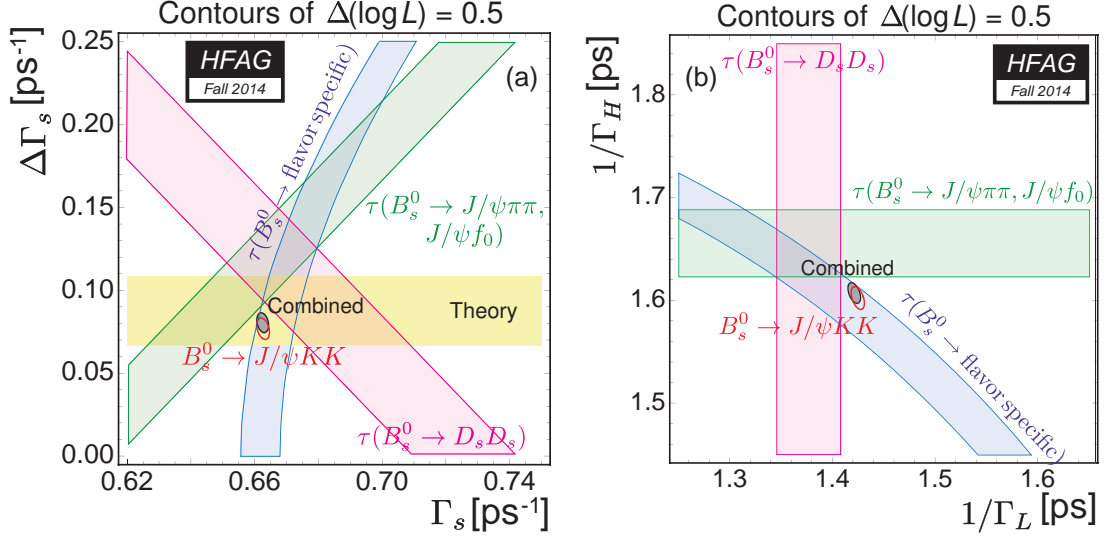 Contours of Δ(log L) = 0.5
HFAG
Fall 2014
(a)
ΔΓs [ps-1]
0.25
0.20
0.15
0.10
0.05
0.00
τ(B0s → flavor specific)
τ(B0s → J/ψππ,
J/ψf0)
Combined
Theory
B0s → J/ψKK
τ(B0s → DsDs)
0.62
0.66
0.70
0.74
Γs [ps-1]
Contours of Δ(log L) = 0.5
(b)
HFAG
Fall 2014
1/ΓH [ps]
1.8
1.7
1.6
1.5
τ(B0s → DsDs)
τ(B0s → J/ψππ, J/ψf0)
Combined
B0s → J/ψKK
τ(B0s → flavor specific)
1.3
1.4
1.5
1.6
1/ΓL [ps]